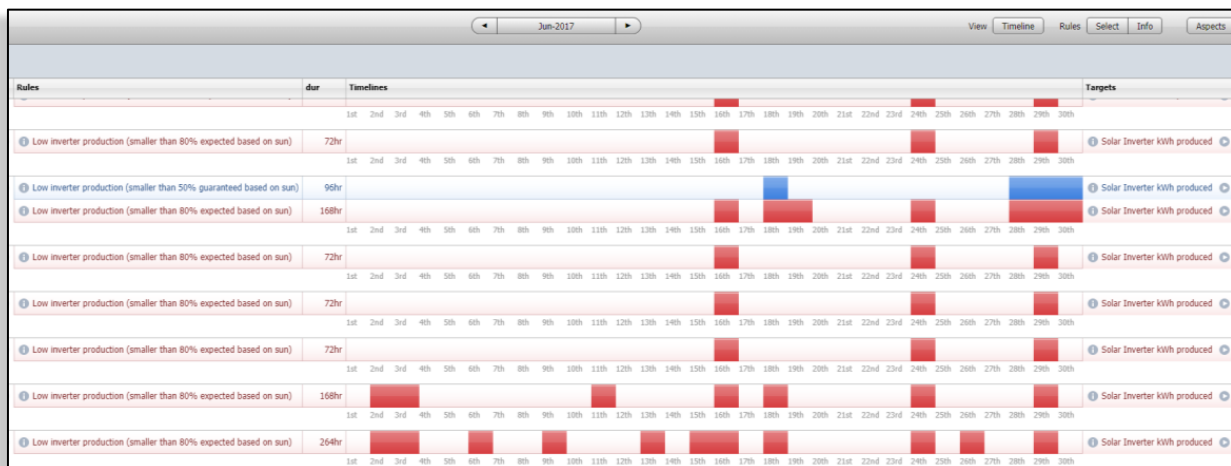 Jun-2017 View Timeline Rules Select Info Aspects
Rules dur Timelines Targets
1st 2nd 3rd 4th 5th 6th 7th 8th 9th 10th 11th 12th 13th 14th 15th 16th 17th 18th 19th 20th 21st 22nd 23rd 24th 25th 26th 27th 28th 29th 30th
Low inverter production (smaller than 80% expected based on sun) 72hr Solar Inverter kWh produced
1st 2nd 3rd 4th 5th 6th 7th 8th 9th 10th 11th 12th 13th 14th 15th 16th 17th 18th 19th 20th 21st 22nd 23rd 24th 25th 26th 27th 28th 29th 30th
Low inverter production (smaller than 50% guaranteed based on sun) 96hr Solar Inverter kWh produced
Low inverter production (smaller than 80% expected based on sun) 168hr Solar Inverter kWh produced
1st 2nd 3rd 4th 5th 6th 7th 8th 9th 10th 11th 12th 13th 14th 15th 16th 17th 18th 19th 20th 21st 22nd 23rd 24th 25th 26th 27th 28th 29th 30th
Low inverter production (smaller than 80% expected based on sun) 72hr Solar Inverter kWh produced
1st 2nd 3rd 4th 5th 6th 7th 8th 9th 10th 11th 12th 13th 14th 15th 16th 17th 18th 19th 20th 21st 22nd 23rd 24th 25th 26th 27th 28th 29th 30th
Low inverter production (smaller than 80% expected based on sun) 72hr Solar Inverter kWh produced
1st 2nd 3rd 4th 5th 6th 7th 8th 9th 10th 11th 12th 13th 14th 15th 16th 17th 18th 19th 20th 21st 22nd 23rd 24th 25th 26th 27th 28th 29th 30th
Low inverter production (smaller than 80% expected based on sun) 72hr Solar Inverter kWh produced
1st 2nd 3rd 4th 5th 6th 7th 8th 9th 10th 11th 12th 13th 14th 15th 16th 17th 18th 19th 20th 21st 22nd 23rd 24th 25th 26th 27th 28th 29th 30th
Low inverter production (smaller than 80% expected based on sun) 168hr Solar Inverter kWh produced
1st 2nd 3rd 4th 5th 6th 7th 8th 9th 10th 11th 12th 13th 14th 15th 16th 17th 18th 19th 20th 21st 22nd 23rd 24th 25th 26th 27th 28th 29th 30th
Low inverter production (smaller than 80% expected based on sun) 264hr Solar Inverter kWh produced
1st 2nd 3rd 4th 5th 6th 7th 8th 9th 10th 11th 12th 13th 14th 15th 16th 17th 18th 19th 20th 21st 22nd 23rd 24th 25th 26th 27th 28th 29th 30th